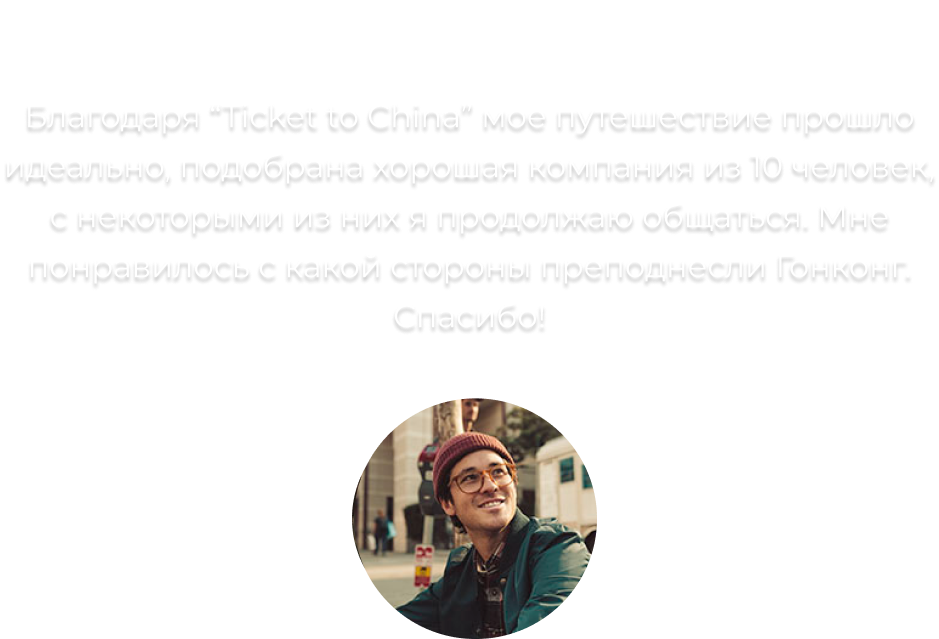 Благодаря “Ticket to China” мое путешествие прошло
идеально, подобрана хорошая компания из 10 человек,
с некоторыми из них я продолжаю общаться. Мне
понравилось с какой стороны преподнесли Гонконг.
Спасибо!